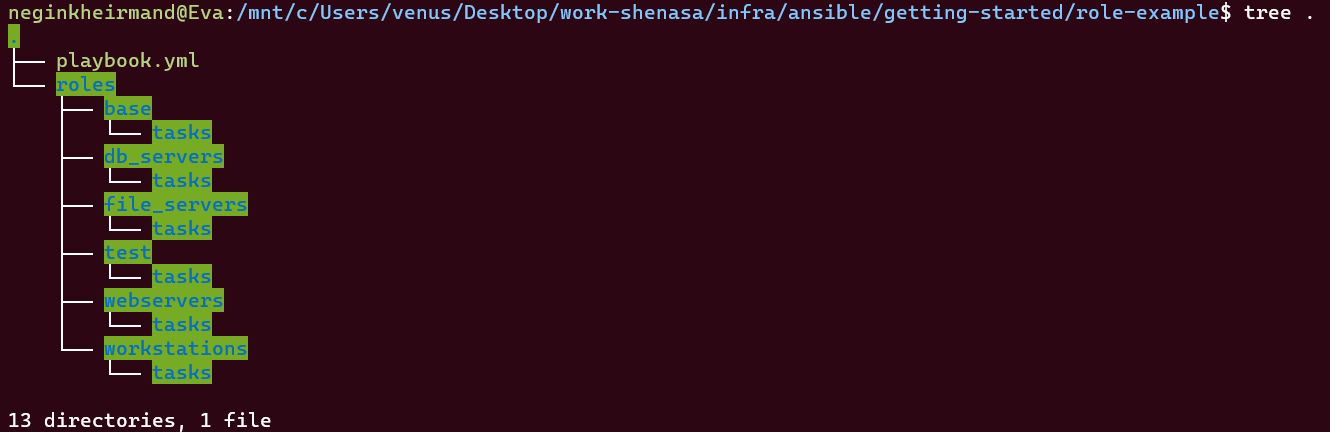 neginkheirmand@Eva:/mnt/c/Users/venus/Desktop/work-shenasa/infra/ansible/getting-started/role-example$ tree .
.
├── playbook.yml
└── roles
    ├── base
    │   └── tasks
    ├── db_servers
    │   └── tasks
    ├── file_servers
    │   └── tasks
    ├── test
    │   └── tasks
    ├── webservers
    │   └── tasks
    └── workstations
        └── tasks

13 directories, 1 file